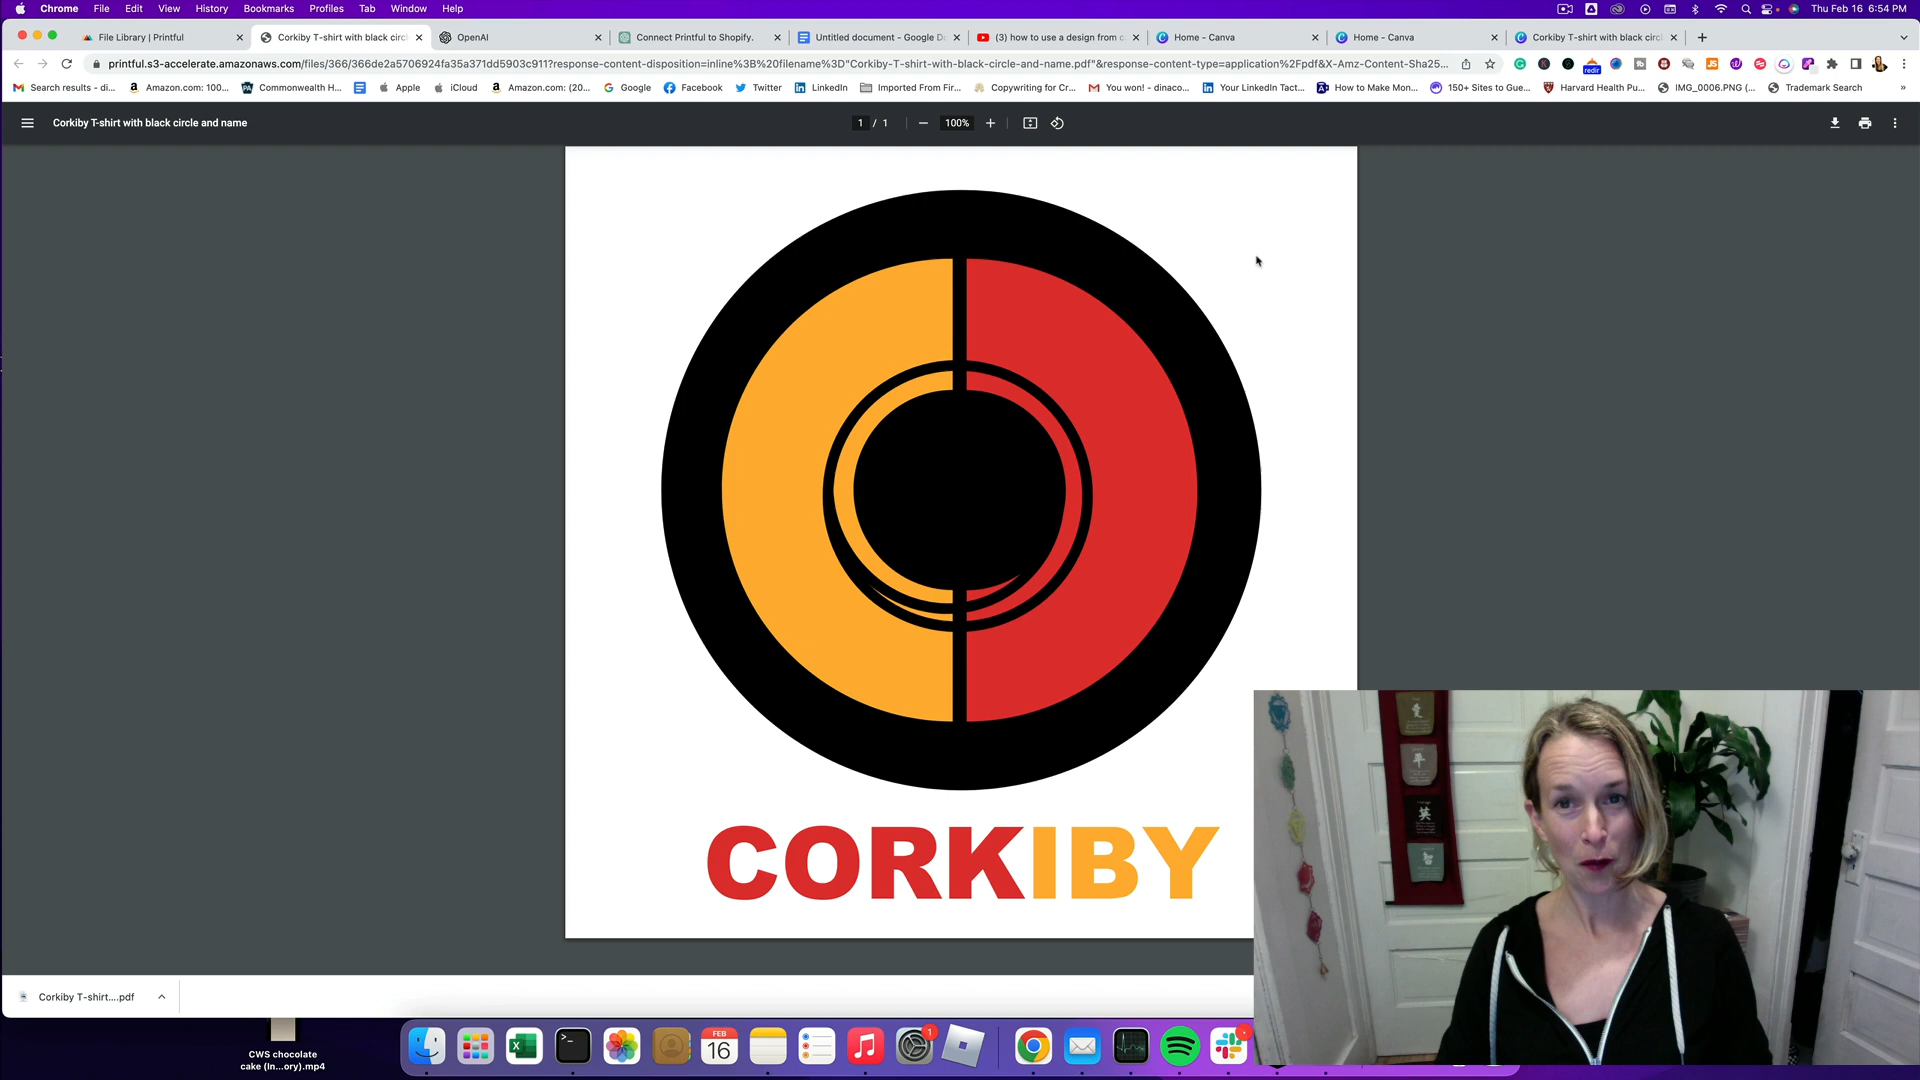 Chrome File Edit View History Bookmarks Profiles Tab Window Help Thu Feb 16 6:54 PM
File Library | Printful Corkiby T-shirt with black circl OpenAI Connect Printful to Shopify. Untitled document - Google Do (3) how to use a design from c Home - Canva Home - Canva Corkiby T-shirt with black circl
printful.s3-accelerate.amazonaws.com/files/366/366de2a5706924fa35a371dd5903c911?response-content-disposition=inline%3B%20filename%3D"Corkiby-T-shirt-with-black-circle-and-name.pdf"&response-content-type=application%2Fpdf&X-Amz-Content-Sha25...
redir
Search results - di... Amazon.com: 100... Commonwealth H... Apple iCloud Amazon.com: (20... Google Facebook Twitter LinkedIn Imported From Fir... Copywriting for Cr... You won! - dinaco... Your LinkedIn Tact... How to Make Mon... 150+ Sites to Gue... Harvard Health Pu... IMG_0006.PNG (... Trademark Search »
Corkiby T-shirt with black circle and name 1 / 1 100%
CORKIBY
Corkiby T-shirt....pdf
FEB
16
1
CWS chocolate
cake (In...ory).mp4